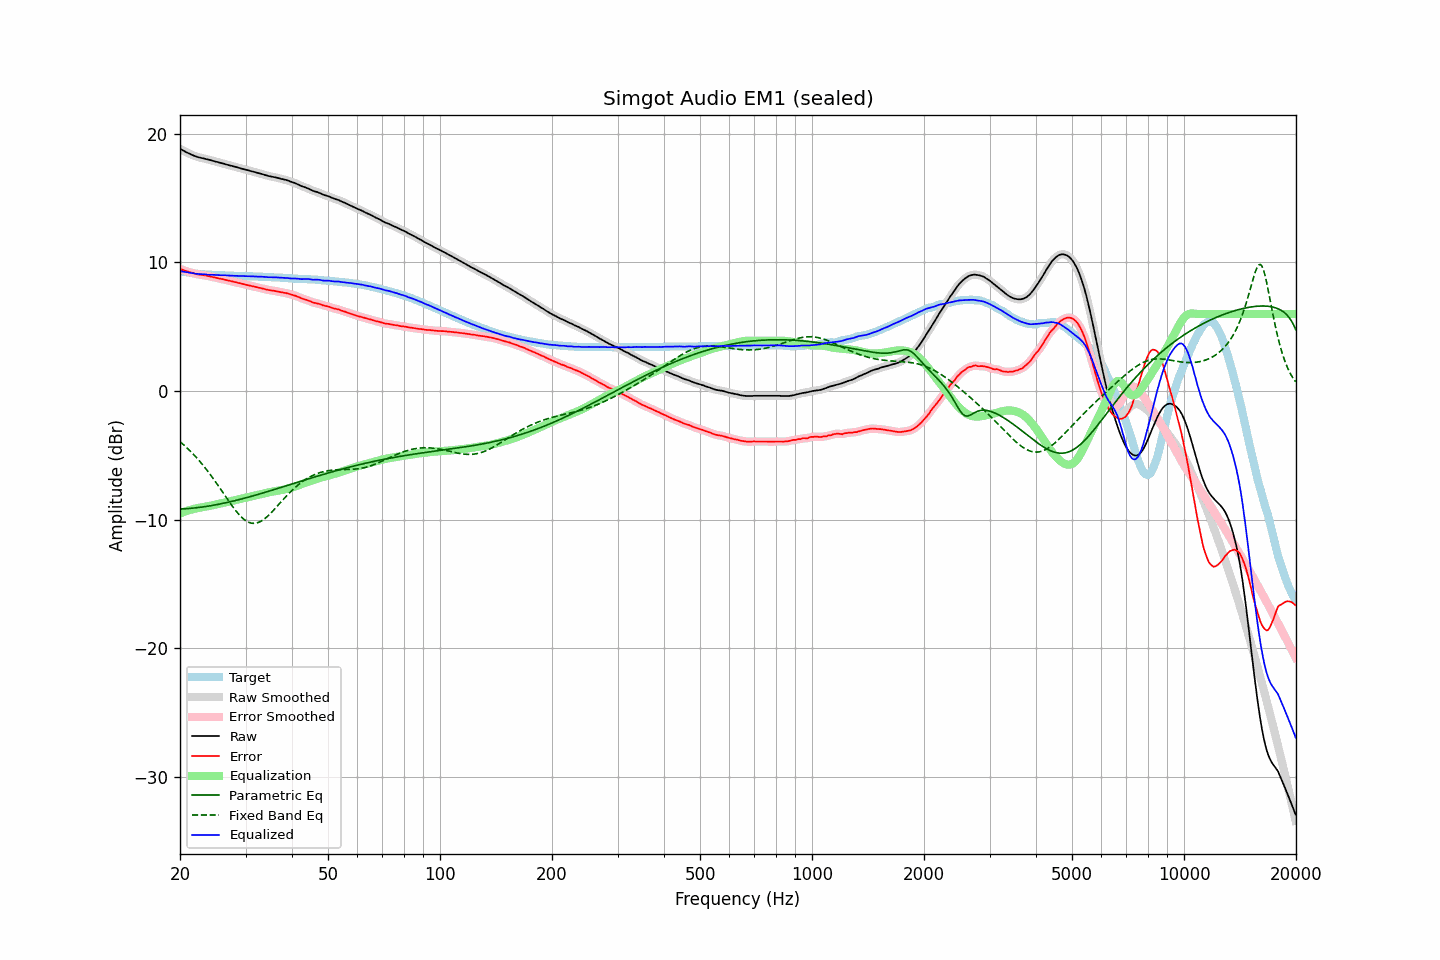 Simgot Audio EM1 (sealed)
Amplitude (dBr)
20
10
0
−10
−20
−30
Target
Raw Smoothed
Error Smoothed
Raw
Error
Equalization
Parametric Eq
Fixed Band Eq
Equalized
20 50 100 200 500 1000 2000 5000 10000 20000
Frequency (Hz)